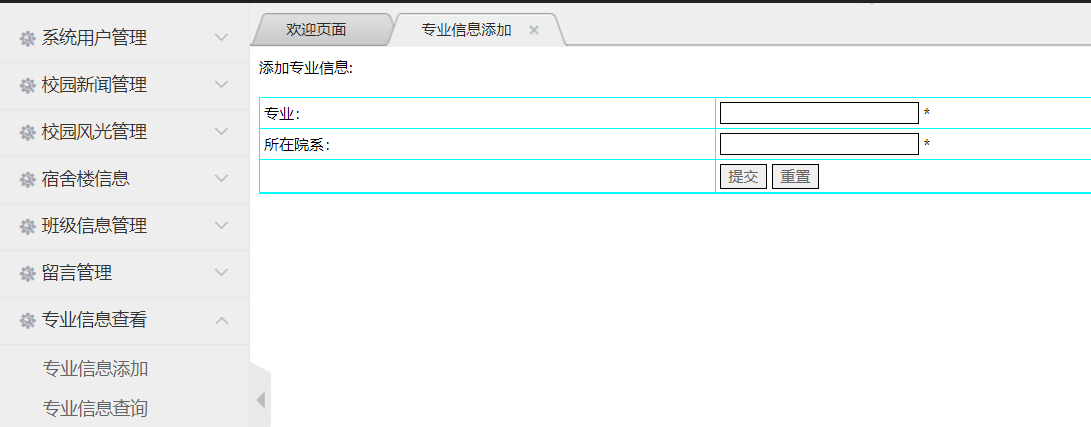 系统用户管理
校园新闻管理
校园风光管理
宿舍楼信息
班级信息管理
留言管理
专业信息查看
专业信息添加
专业信息查询
欢迎页面
专业信息添加
添加专业信息:
专业： *
所在院系： *
提交 重置